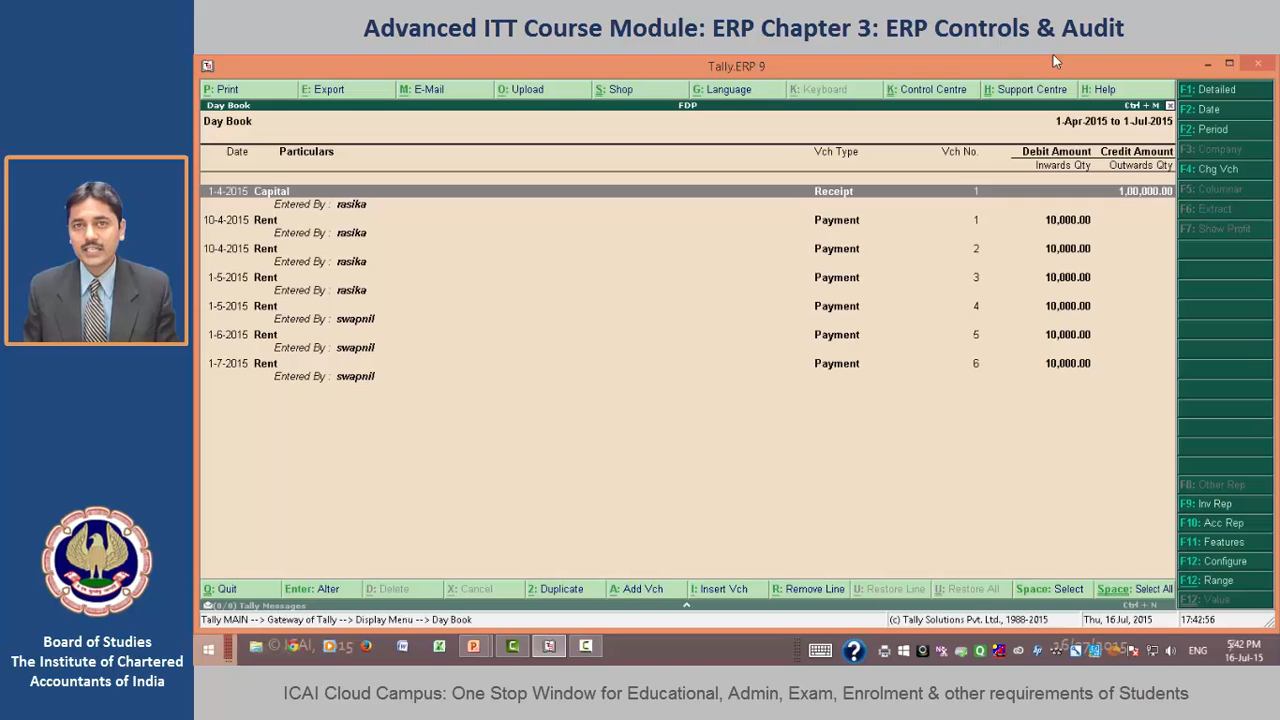 Advanced ITT Course Module: ERP Chapter 3: ERP Controls & Audit
Tally.ERP 9
P: Print E: Export M: E-Mail O: Upload S: Shop G: Language K: Keyboard K: Control Centre H: Support Centre H: Help
Day Book FDP Ctrl + M
Day Book 1-Apr-2015 to 1-Jul-2015
Date Particulars Vch Type Vch No. Debit Amount Credit Amount
Inwards Qty Outwards Qty
1-4-2015 Capital Receipt 1 1,00,000.00
Entered By : rasika
10-4-2015 Rent Payment 1 10,000.00
Entered By : rasika
10-4-2015 Rent Payment 2 10,000.00
Entered By : rasika
1-5-2015 Rent Payment 3 10,000.00
Entered By : rasika
1-5-2015 Rent Payment 4 10,000.00
Entered By : swapnil
1-6-2015 Rent Payment 5 10,000.00
Entered By : swapnil
1-7-2015 Rent Payment 6 10,000.00
Entered By : swapnil
F1: Detailed
F2: Date
F2: Period
F3: Company
F4: Chg Vch
F5: Columnar
F6: Extract
F7: Show Profit
F8: Other Rep
F9: Inv Rep
F10: Acc Rep
F11: Features
F12: Configure
F12: Range
F12: Value
Q: Quit Enter: Alter D: Delete X: Cancel 2: Duplicate A: Add Vch I: Insert Vch R: Remove Line U: Restore Line U: Restore All Space: Select Space: Select All
(0/0) Tally Messages Ctrl + N
Tally MAIN --> Gateway of Tally --> Display Menu --> Day Book (c) Tally Solutions Pvt. Ltd., 1988-2015 Thu, 16 Jul, 2015 17:42:56
ENG 5:42 PM
16-Jul-15
Board of Studies
The Institute of Chartered
Accountants of India
ICAI Cloud Campus: One Stop Window for Educational, Admin, Exam, Enrolment & other requirements of Students